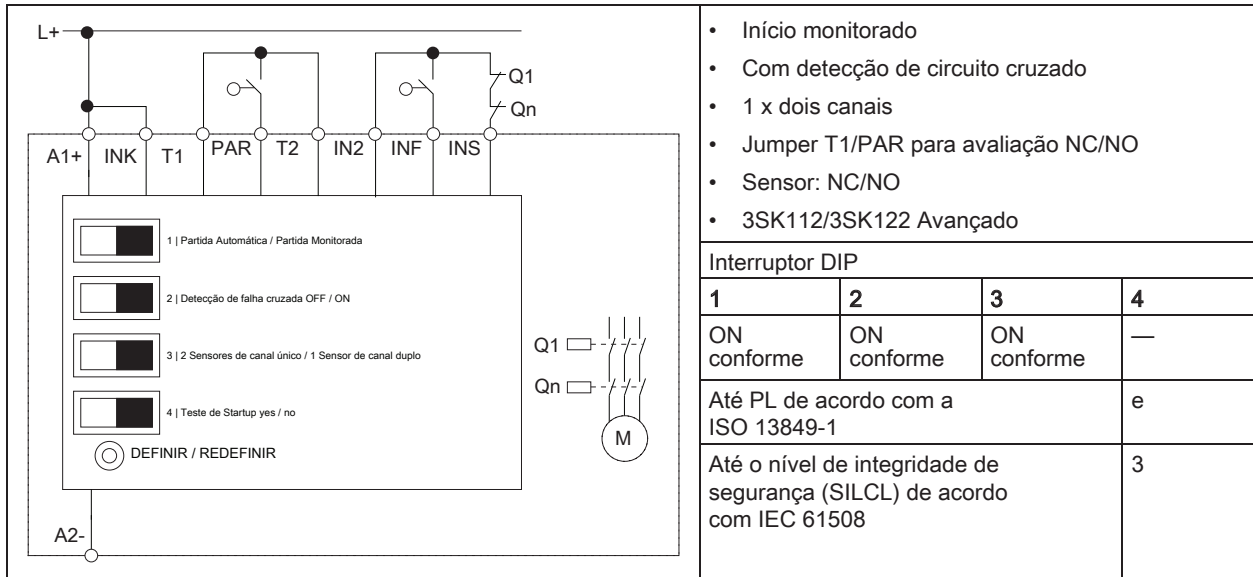 L+
Q1
Qn
A1+ INK T1 PAR T2 IN2 INF INS
1 | Partida Automática / Partida Monitorada
2 | Detecção de falha cruzada OFF / ON
3 | 2 Sensores de canal único / 1 Sensor de canal duplo
4 | Teste de Startup yes / no
DEFINIR / REDEFINIR
Q1
Qn
M
A2-
• Início monitorado
• Com detecção de circuito cruzado
• 1 x dois canais
• Jumper T1/PAR para avaliação NC/NO
• Sensor: NC/NO
• 3SK112/3SK122 Avançado
Interruptor DIP
1 2 3 4
ON ON ON —
conforme conforme conforme
Até PL de acordo com a e
ISO 13849-1
Até o nível de integridade de 3
segurança (SILCL) de acordo
com IEC 61508